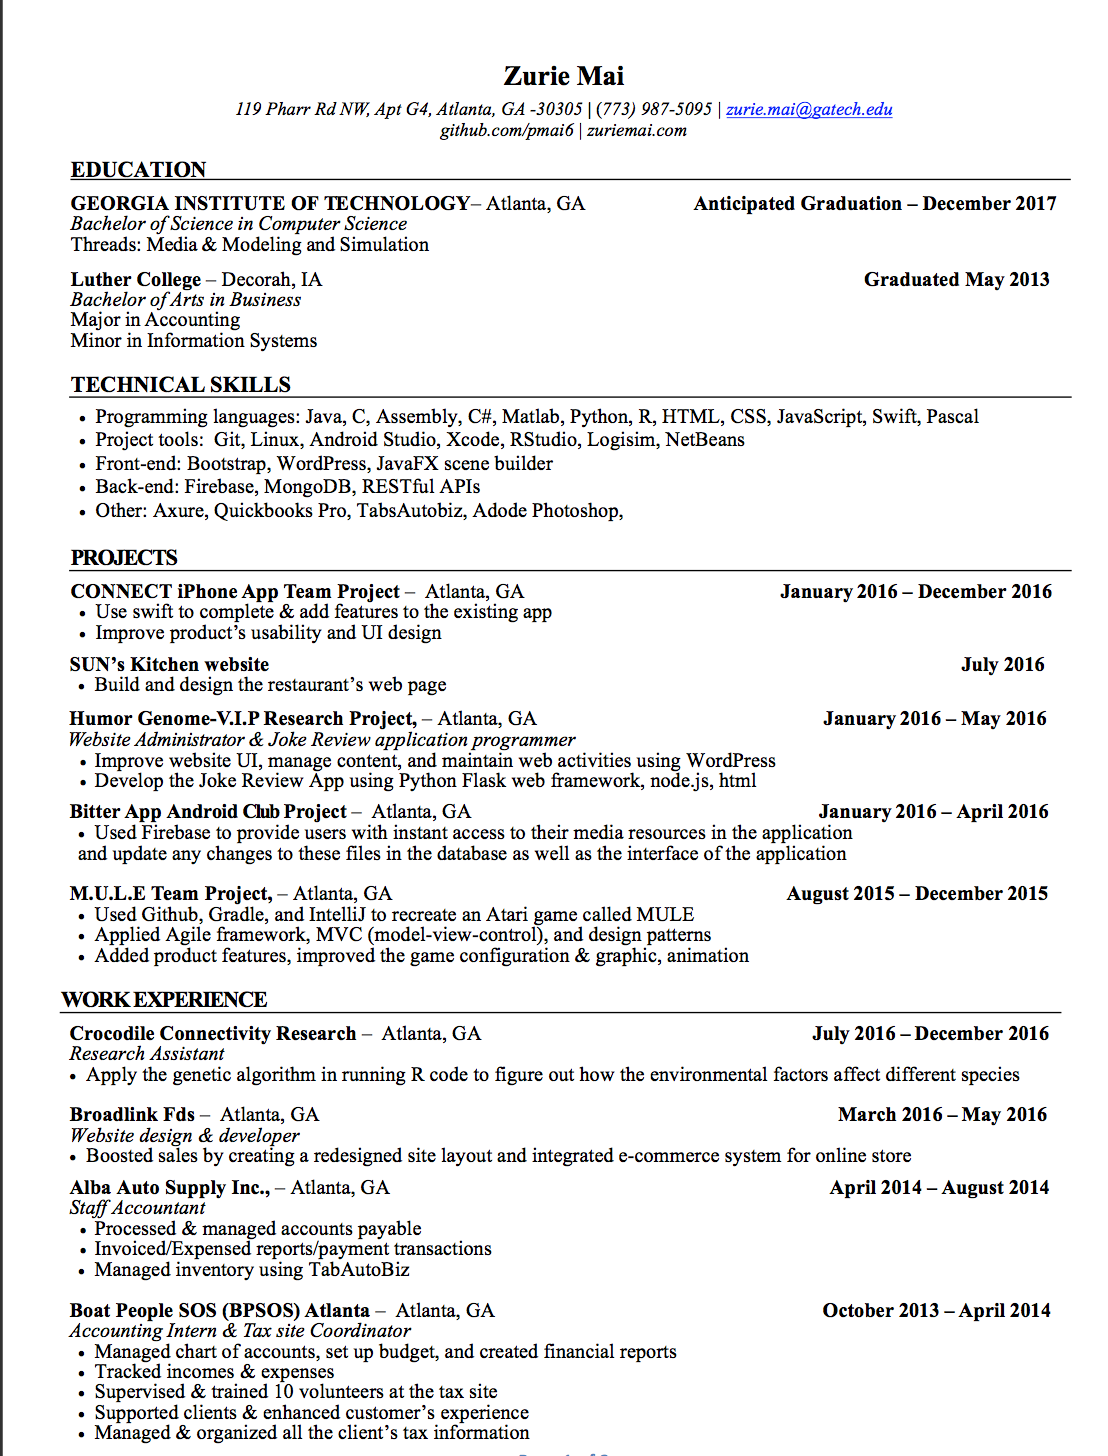 Zurie Mai
119 Pharr Rd NW, Apt G4, Atlanta, GA -30305 | (773) 987-5095 | zurie.mai@gatech.edu
github.com/pmai6 | zuriemai.com
EDUCATION
GEORGIA INSTITUTE OF TECHNOLOGY– Atlanta, GA Anticipated Graduation – December 2017
Bachelor of Science in Computer Science
Threads: Media & Modeling and Simulation
Luther College – Decorah, IA Graduated May 2013
Bachelor of Arts in Business
Major in Accounting
Minor in Information Systems
TECHNICAL SKILLS
• Programming languages: Java, C, Assembly, C#, Matlab, Python, R, HTML, CSS, JavaScript, Swift, Pascal
• Project tools: Git, Linux, Android Studio, Xcode, RStudio, Logisim, NetBeans
• Front-end: Bootstrap, WordPress, JavaFX scene builder
• Back-end: Firebase, MongoDB, RESTful APIs
• Other: Axure, Quickbooks Pro, TabsAutobiz, Adode Photoshop,
PROJECTS
CONNECT iPhone App Team Project – Atlanta, GA January 2016 – December 2016
• Use swift to complete & add features to the existing app
• Improve product’s usability and UI design
SUN’s Kitchen website July 2016
• Build and design the restaurant’s web page
Humor Genome-V.I.P Research Project, – Atlanta, GA January 2016 – May 2016
Website Administrator & Joke Review application programmer
• Improve website UI, manage content, and maintain web activities using WordPress
• Develop the Joke Review App using Python Flask web framework, node.js, html
Bitter App Android Club Project – Atlanta, GA January 2016 – April 2016
• Used Firebase to provide users with instant access to their media resources in the application
and update any changes to these files in the database as well as the interface of the application
M.U.L.E Team Project, – Atlanta, GA August 2015 – December 2015
• Used Github, Gradle, and IntelliJ to recreate an Atari game called MULE
• Applied Agile framework, MVC (model-view-control), and design patterns
• Added product features, improved the game configuration & graphic, animation
WORK EXPERIENCE
Crocodile Connectivity Research – Atlanta, GA July 2016 – December 2016
Research Assistant
• Apply the genetic algorithm in running R code to figure out how the environmental factors affect different species
Broadlink Fds – Atlanta, GA March 2016 – May 2016
Website design & developer
• Boosted sales by creating a redesigned site layout and integrated e-commerce system for online store
Alba Auto Supply Inc., – Atlanta, GA April 2014 – August 2014
Staff Accountant
• Processed & managed accounts payable
• Invoiced/Expensed reports/payment transactions
• Managed inventory using TabAutoBiz
Boat People SOS (BPSOS) Atlanta – Atlanta, GA October 2013 – April 2014
Accounting Intern & Tax site Coordinator
• Managed chart of accounts, set up budget, and created financial reports
• Tracked incomes & expenses
• Supervised & trained 10 volunteers at the tax site
• Supported clients & enhanced customer’s experience
• Managed & organized all the client’s tax information